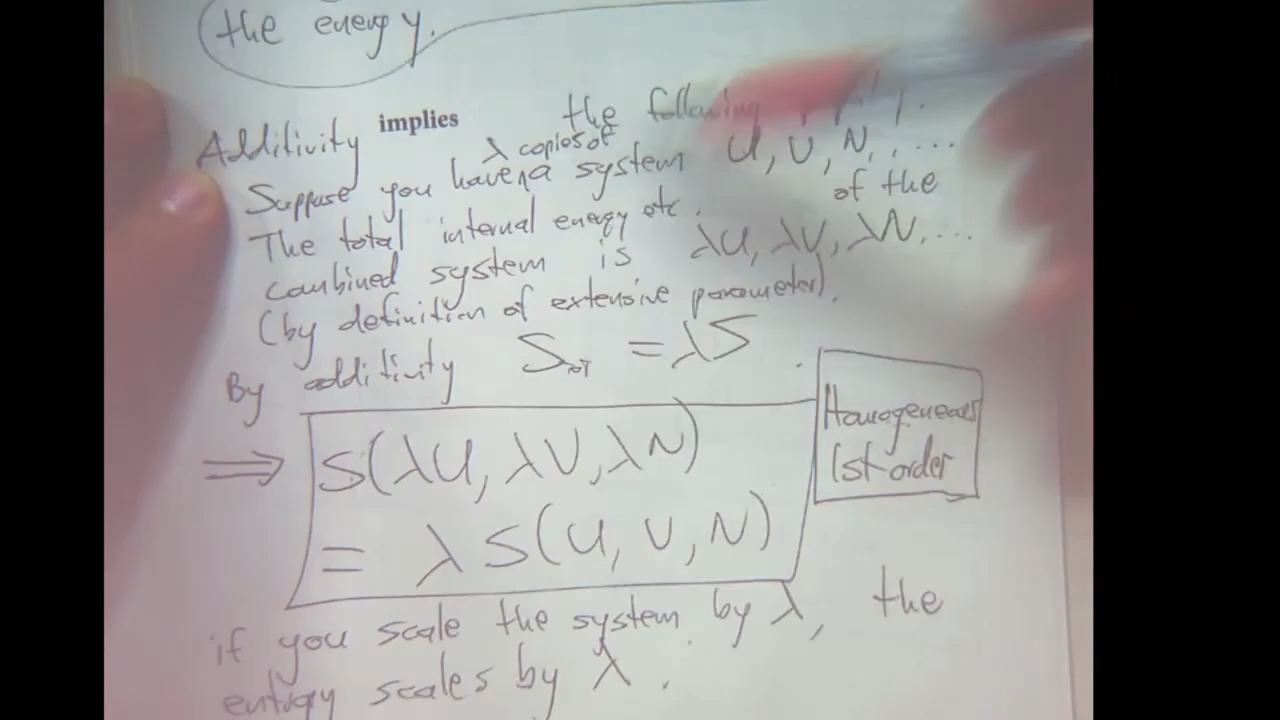 the energy.
Additivity implies the following
λ copies of
Suppose you have a system U, V, N, ....
The total internal energy etc. of the
combined system is λU, λV, λN....
(by definition of extensive parameter).
By additivity Stot = λS.
⟹ S(λU, λV, λN)
= λ S(U, V, N)
Homogeneous
1st order
if you scale the system by λ, the
entropy scales by λ.